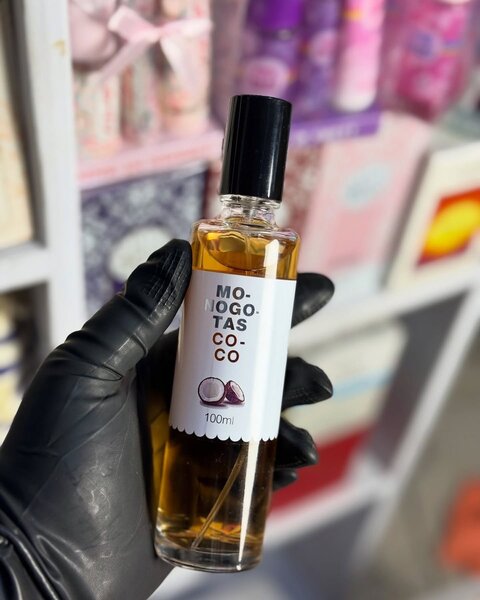 MO-
NOGO-
TAS
CO-
CO
100ml